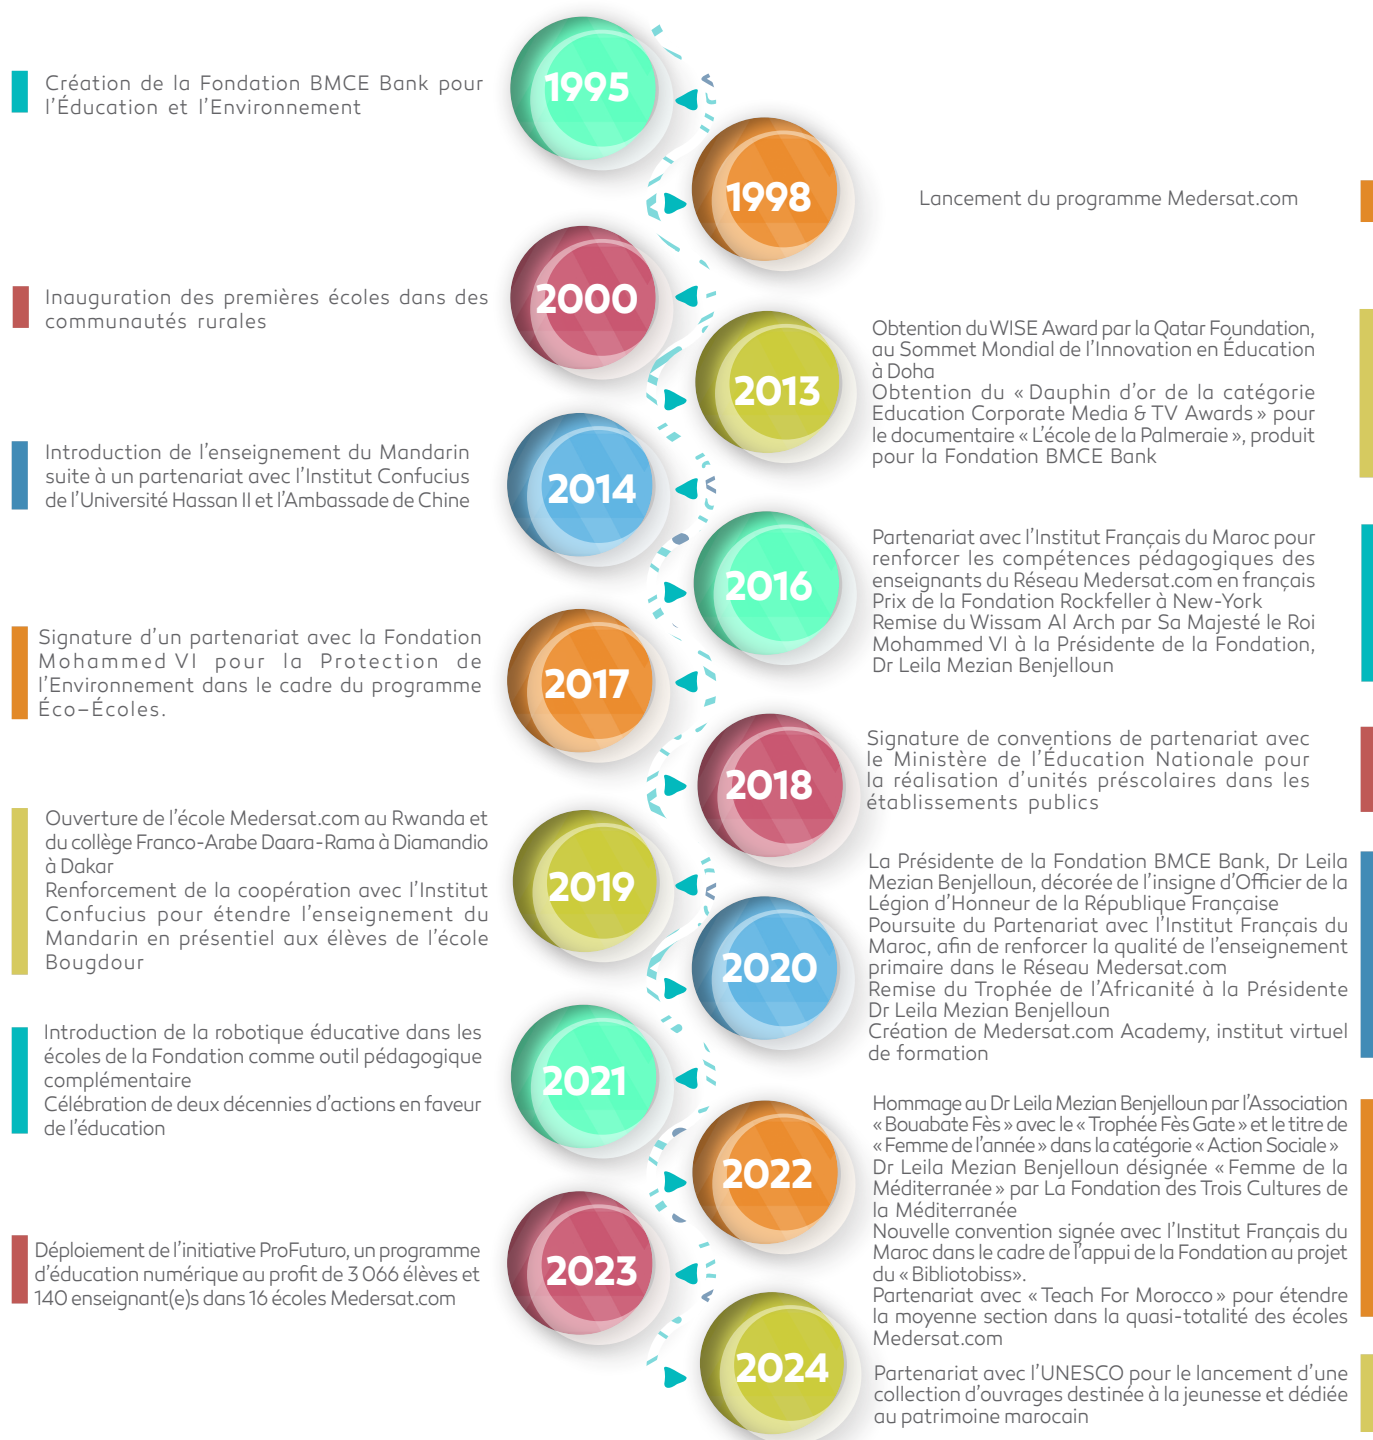 1995
Création de la Fondation BMCE Bank pour
l'Éducation et l'Environnement
1998
Lancement du programme Medersat.com
2000
Inauguration des premières écoles dans des
communautés rurales
2013
Obtention du WISE Award par la Qatar Foundation,
au Sommet Mondial de l'Innovation en Éducation
à Doha
Obtention du « Dauphin d'or de la catégorie
Education Corporate Media & TV Awards » pour
le documentaire « L'école de la Palmeraie », produit
pour la Fondation BMCE Bank
2014
Introduction de l'enseignement du Mandarin
suite à un partenariat avec l'Institut Confucius
de l'Université Hassan II et l'Ambassade de Chine
2016
Partenariat avec l'Institut Français du Maroc pour
renforcer les compétences pédagogiques des
enseignants du Réseau Medersat.com en français
Prix de la Fondation Rockfeller à New-York
Remise du Wissam Al Arch par Sa Majesté le Roi
Mohammed VI à la Présidente de la Fondation,
Dr Leila Mezian Benjelloun
2017
Signature d'un partenariat avec la Fondation
Mohammed VI pour la Protection de
l'Environnement dans le cadre du programme
Éco–Écoles.
2018
Signature de conventions de partenariat avec
le Ministère de l'Éducation Nationale pour
la réalisation d'unités préscolaires dans les
établissements publics
2019
Ouverture de l'école Medersat.com au Rwanda et
du collège Franco-Arabe Daara-Rama à Diamandio
à Dakar
Renforcement de la coopération avec l'Institut
Confucius pour étendre l'enseignement du
Mandarin en présentiel aux élèves de l'école
Bougdour
2020
La Présidente de la Fondation BMCE Bank, Dr Leila
Mezian Benjelloun, décorée de l'insigne d'Officier de la
Légion d'Honneur de la République Française
Poursuite du Partenariat avec l'Institut Français du
Maroc, afin de renforcer la qualité de l'enseignement
primaire dans le Réseau Medersat.com
Remise du Trophée de l'Africanité à la Présidente
Dr Leila Mezian Benjelloun
Création de Medersat.com Academy, institut virtuel
de formation
2021
Introduction de la robotique éducative dans les
écoles de la Fondation comme outil pédagogique
complémentaire
Célébration de deux décennies d'actions en faveur
de l'éducation
2022
Hommage au Dr Leila Mezian Benjelloun par l'Association
« Bouabate Fès » avec le « Trophée Fès Gate » et le titre de
« Femme de l'année » dans la catégorie « Action Sociale »
Dr Leila Mezian Benjelloun désignée « Femme de la
Méditerranée » par La Fondation des Trois Cultures de
la Méditerranée
Nouvelle convention signée avec l'Institut Français du
Maroc dans le cadre de l'appui de la Fondation au projet
du « Bibliotobiss».
Partenariat avec « Teach For Morocco » pour étendre
la moyenne section dans la quasi-totalité des écoles
Medersat.com
2023
Déploiement de l'initiative ProFuturo, un programme
d'éducation numérique au profit de 3 066 élèves et
140 enseignant(e)s dans 16 écoles Medersat.com
2024
Partenariat avec l'UNESCO pour le lancement d'une
collection d'ouvrages destinée à la jeunesse et dédiée
au patrimoine marocain